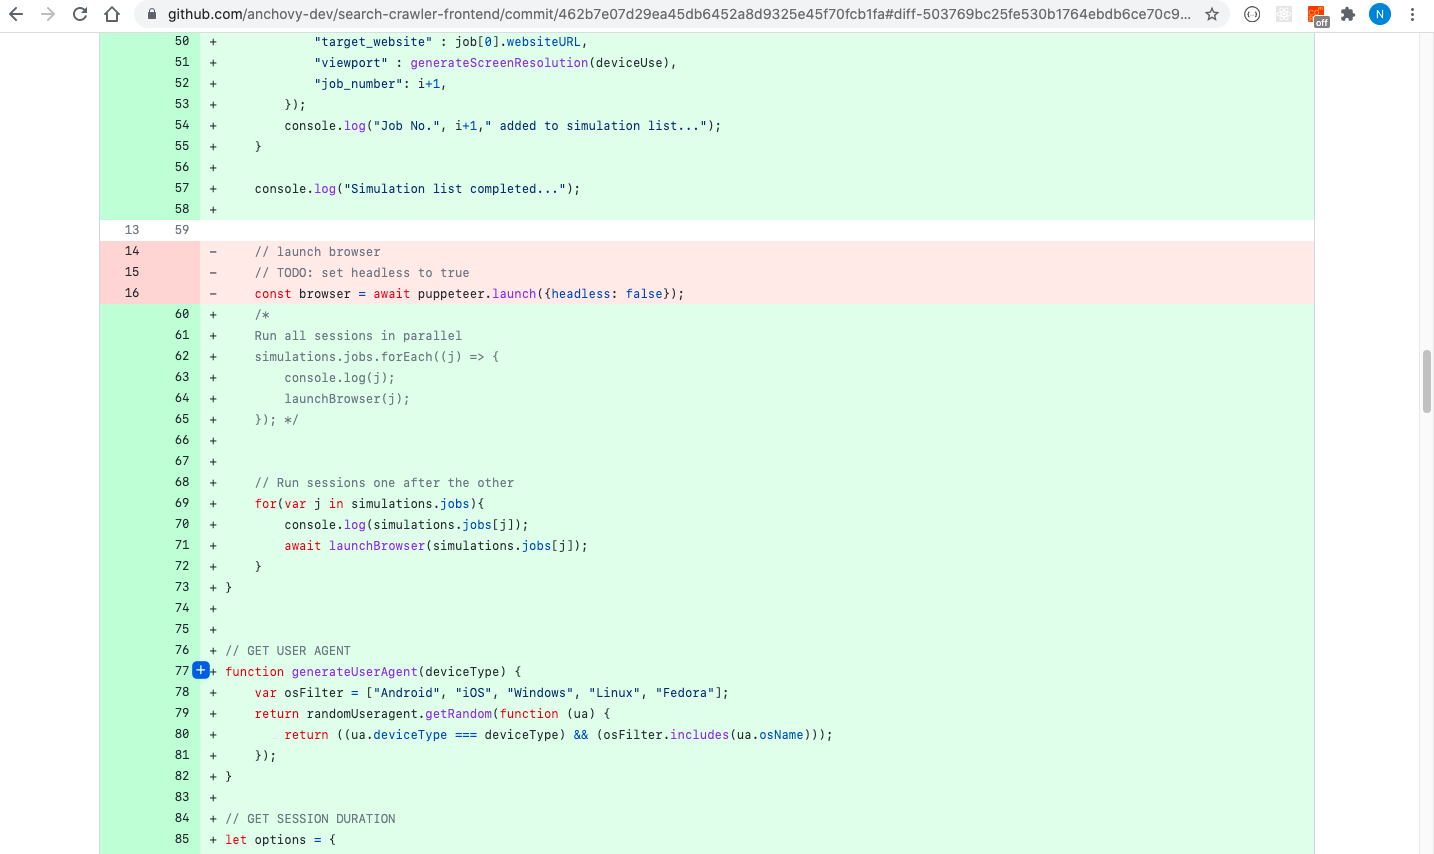 github.com/anchovy-dev/search-crawler-frontend/commit/462b7e07d29ea45db6452a8d9325e45f70fcb1fa#diff-503769bc25fe530b1764ebdb6ce70c9...
off
N
50 + "target_website" : job[0].websiteURL,
51 + "viewport" : generateScreenResolution(deviceUse),
52 + "job_number": i+1,
53 + });
54 + console.log("Job No.", i+1," added to simulation list...");
55 + }
56 +
57 + console.log("Simulation list completed...");
58 +
13 59
14 - // launch browser
15 - // TODO: set headless to true
16 - const browser = await puppeteer.launch({headless: false});
60 + /*
61 + Run all sessions in parallel
62 + simulations.jobs.forEach((j) => {
63 + console.log(j);
64 + launchBrowser(j);
65 + }); */
66 +
67 +
68 + // Run sessions one after the other
69 + for(var j in simulations.jobs){
70 + console.log(simulations.jobs[j]);
71 + await launchBrowser(simulations.jobs[j]);
72 + }
73 + }
74 +
75 +
76 + // GET USER AGENT
77 + function generateUserAgent(deviceType) {
78 + var osFilter = ["Android", "iOS", "Windows", "Linux", "Fedora"];
79 + return randomUseragent.getRandom(function (ua) {
80 + return ((ua.deviceType === deviceType) && (osFilter.includes(ua.osName)));
81 + });
82 + }
83 +
84 + // GET SESSION DURATION
85 + let options = {